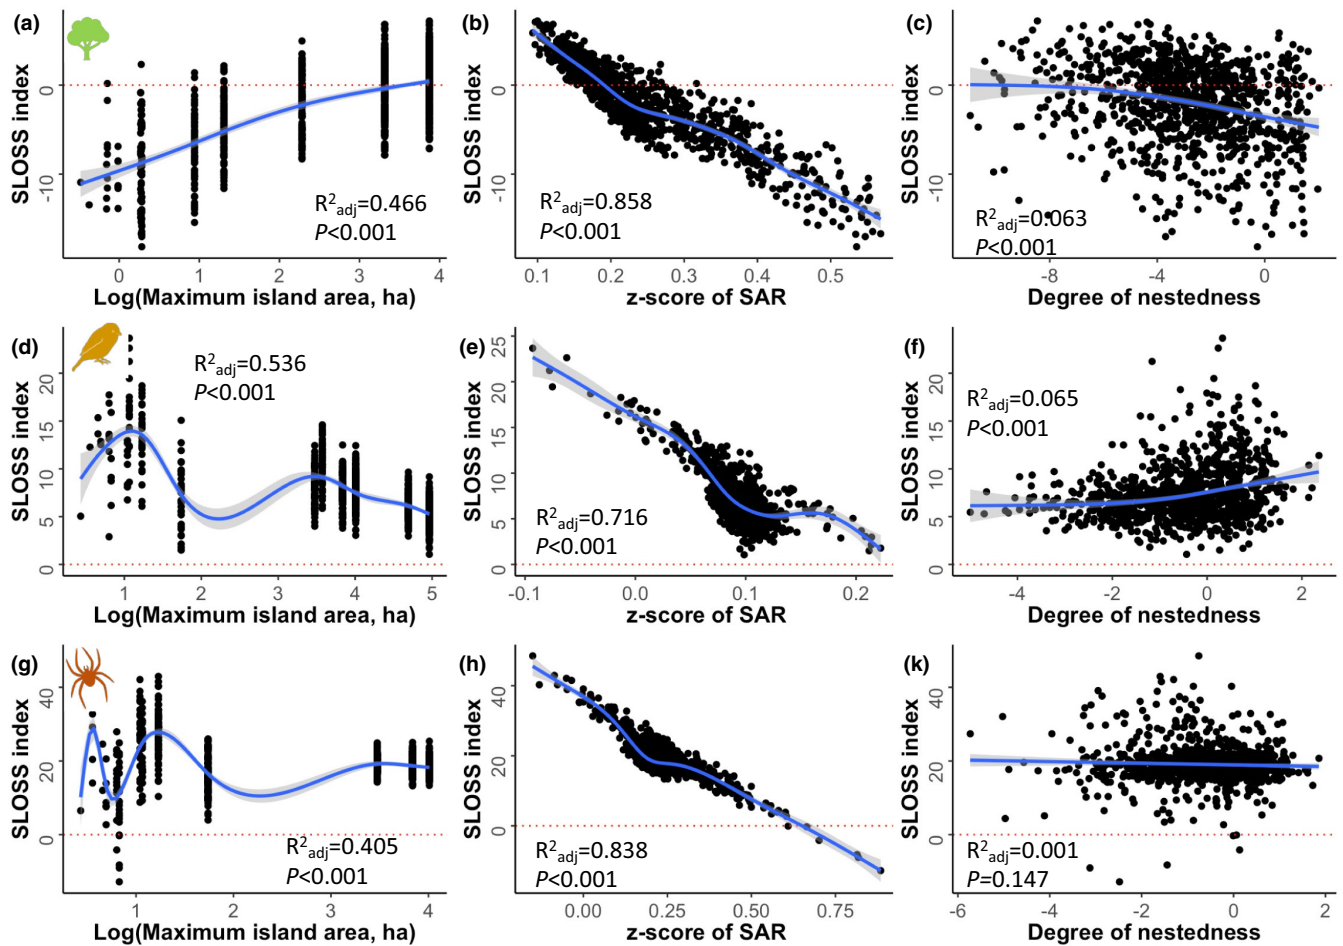 (a)
SLOSS index
0
-10
R²adj=0.466
P<0.001
0 1 2 3 4
Log(Maximum island area, ha)
(b)
SLOSS index
0
-10
R²adj=0.858
P<0.001
0.1 0.2 0.3 0.4 0.5
z-score of SAR
(c)
SLOSS index
0
-10
R²adj=0.063
P<0.001
-8 -4 0
Degree of nestedness
(d)
SLOSS index
20
15
10
5
0
R²adj=0.536
P<0.001
1 2 3 4 5
Log(Maximum island area, ha)
(e)
SLOSS index
25
20
15
10
5
0
R²adj=0.716
P<0.001
-0.1 0.0 0.1 0.2
z-score of SAR
(f)
SLOSS index
20
15
10
5
0
R²adj=0.065
P<0.001
-4 -2 0 2
Degree of nestedness
(g)
SLOSS index
40
20
0
R²adj=0.405
P<0.001
1 2 3 4
Log(Maximum island area, ha)
(h)
SLOSS index
40
20
0
R²adj=0.838
P<0.001
0.00 0.25 0.50 0.75
z-score of SAR
(k)
SLOSS index
40
20
0
R²adj=0.001
P=0.147
-6 -4 -2 0 2
Degree of nestedness